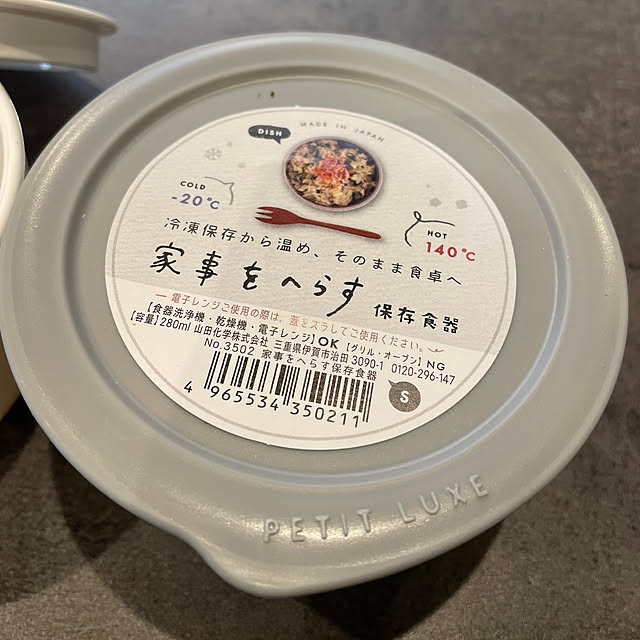 DISH
MADE IN JAPAN
COLD
-20℃
HOT
140℃
冷凍保存から温め、そのまま食卓へ
家事をへらす 保存食器
電子レンジご使用の際は、蓋をズラしてご使用ください。
【食器洗浄機・乾燥機・電子レンジ】OK 【グリル・オーブン】NG
【容量】280ml 山田化学株式会社 三重県伊賀市治田 3090-1 0120-296-147
No.3502 家事をへらす保存食器
4 965534 350211
S
PETIT LUXE